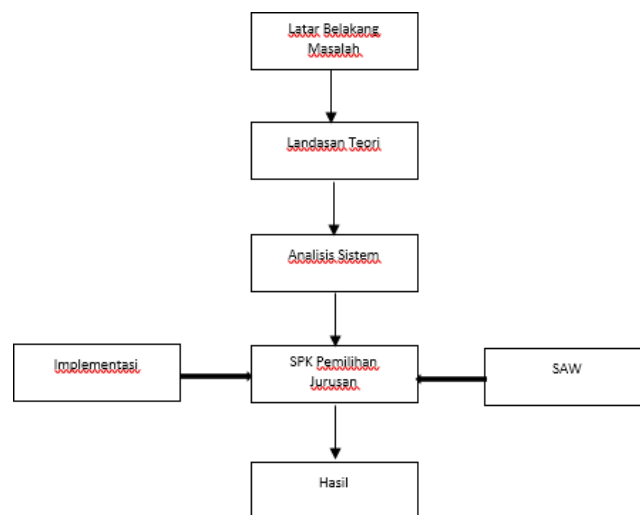 Latar Belakang
Masalah
Landasan Teori
Analisis Sistem
Implementasi
SPK Pemilihan
Jurusan
SAW
Hasil